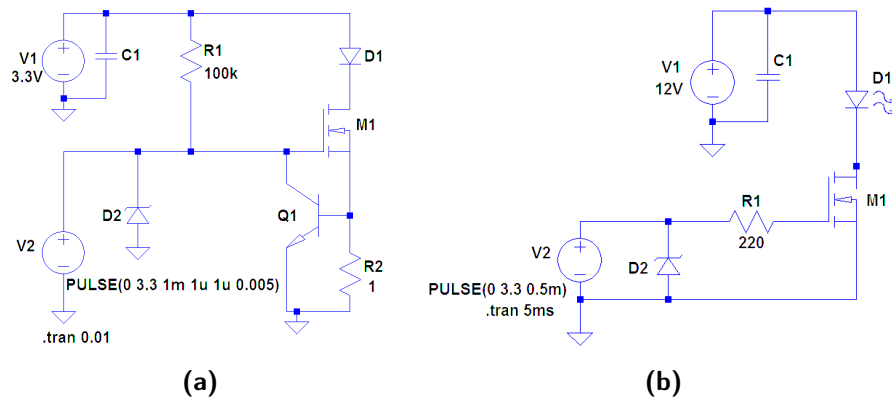 V1
3.3V
C1
R1
100k
D1
M1
D2
Q1
V2
R2
1
PULSE(0 3.3 1m 1u 1u 0.005)
.tran 0.01
(a)
V1
12V
C1
D1
R1
220
M1
V2
D2
PULSE(0 3.3 0.5m)
.tran 5ms
(b)